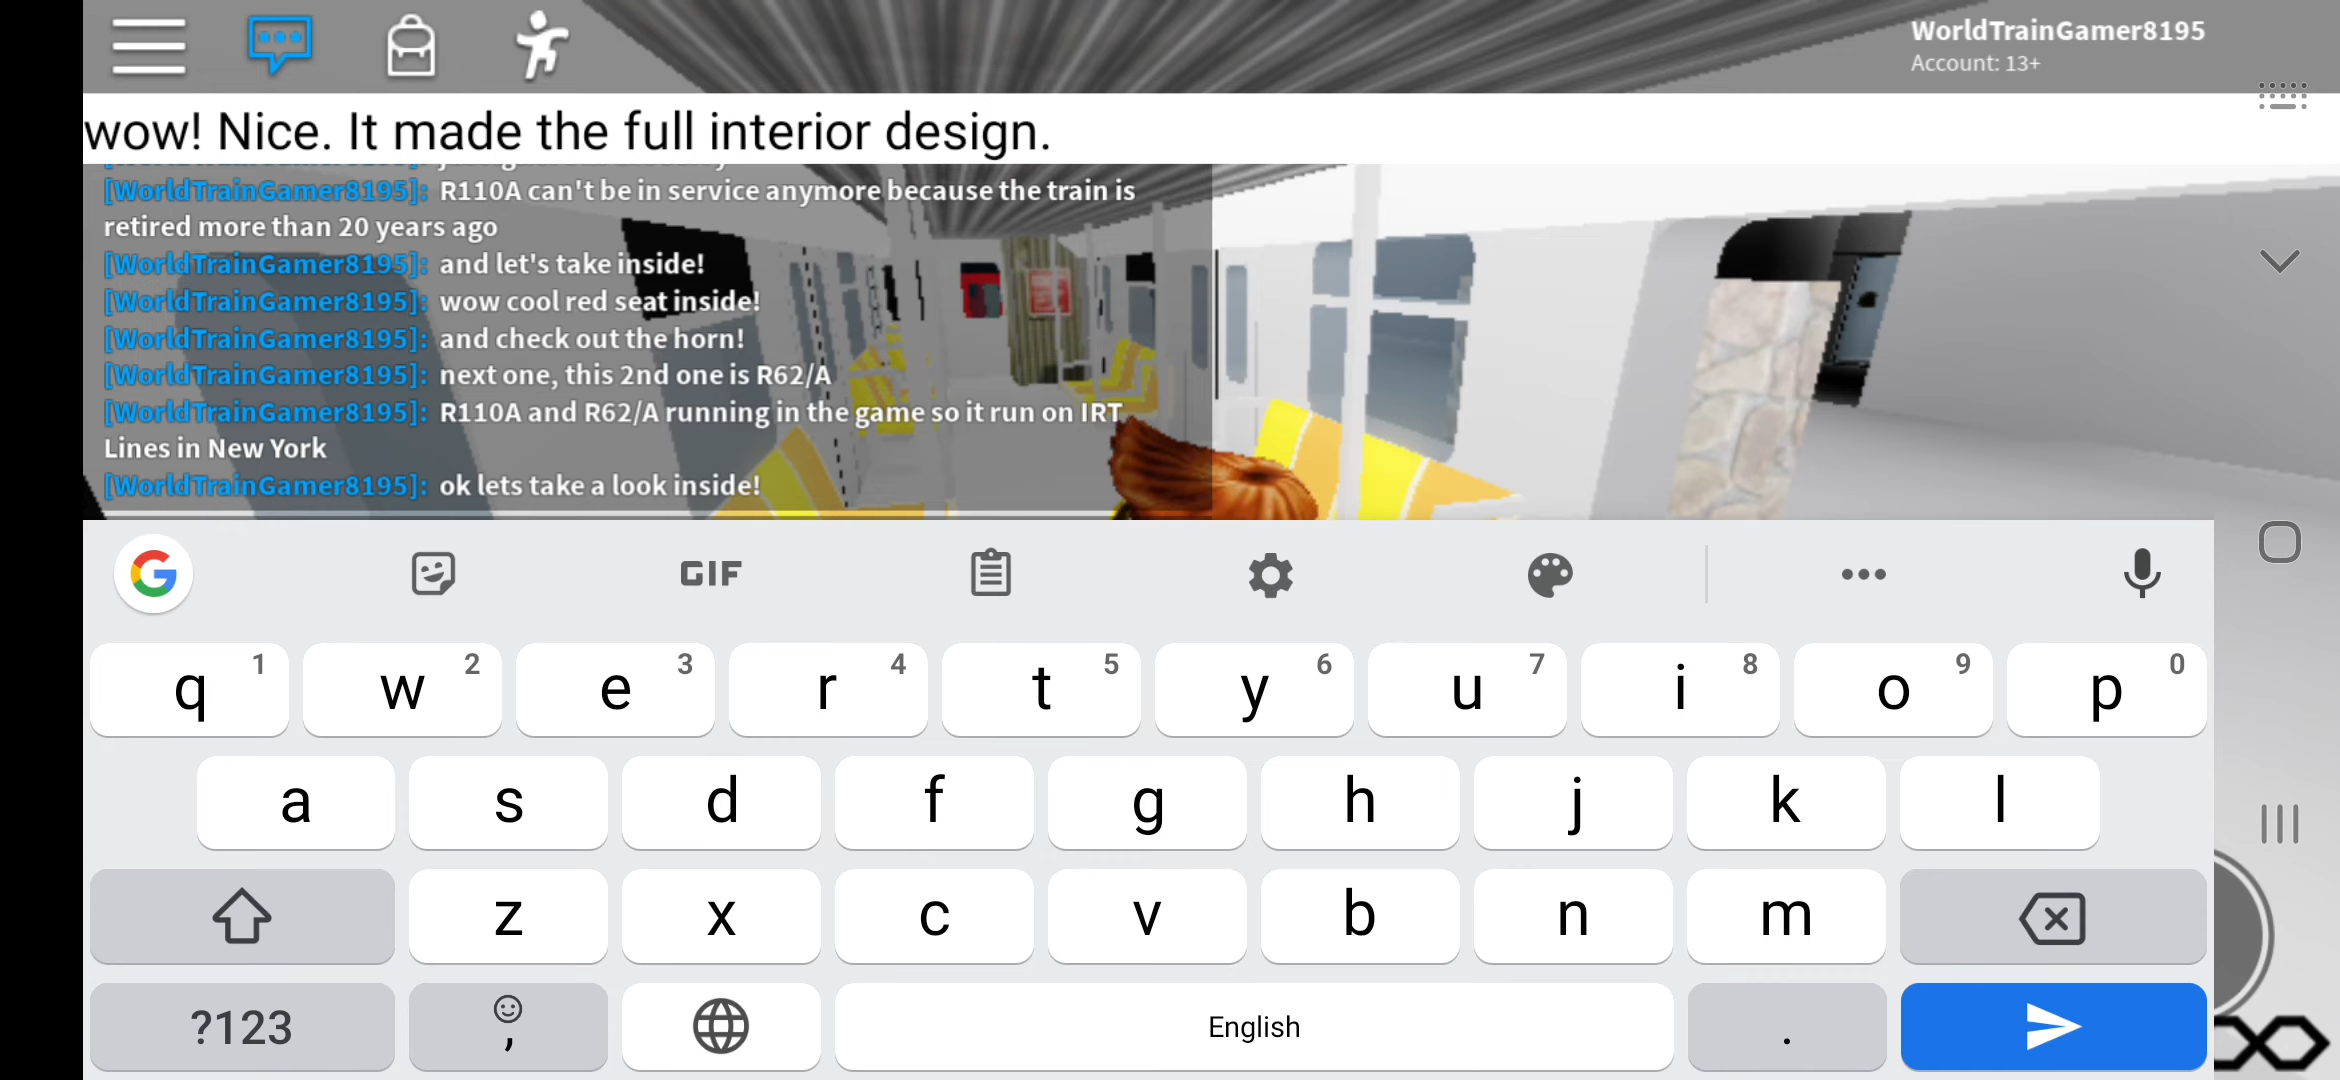 WorldTrainGamer8195
Account: 13+
wow! Nice. It made the full interior design.
[WorldTrainGamer8195]: R110A can't be in service anymore because the train is
retired more than 20 years ago
[WorldTrainGamer8195]: and let's take inside!
[WorldTrainGamer8195]: wow cool red seat inside!
[WorldTrainGamer8195]: and check out the horn!
[WorldTrainGamer8195]: next one, this 2nd one is R62/A
[WorldTrainGamer8195]: R110A and R62/A running in the game so it run on IRT
Lines in New York
[WorldTrainGamer8195]: ok lets take a look inside!
G GIF
q 1 w 2 e 3 r 4 t 5 y 6 u 7 i 8 o 9 p 0
a s d f g h j k l
z x c v b n m
?123 , English .